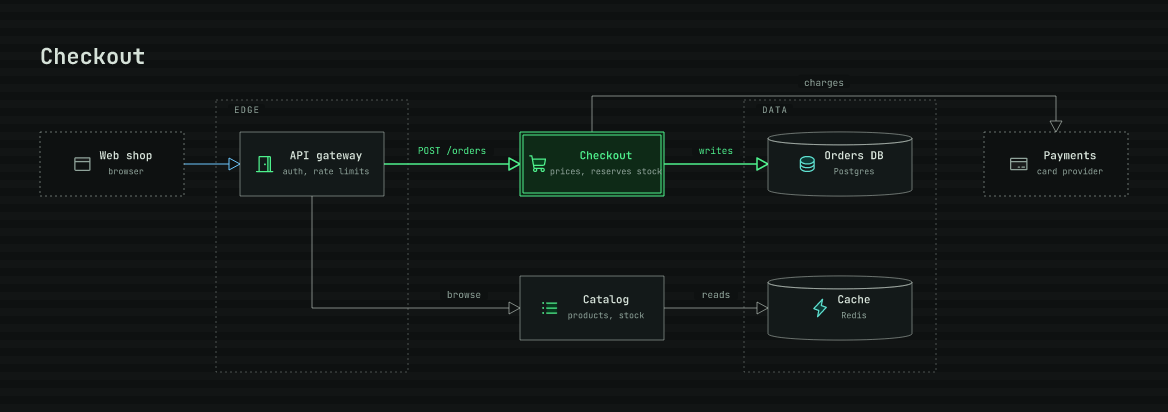 Checkout
charges
EDGE
DATA
Web shop
browser
API gateway
auth, rate limits
POST /orders
Checkout
prices, reserves stock
writes
Orders DB
Postgres
Payments
card provider
browse
Catalog
products, stock
reads
Cache
Redis